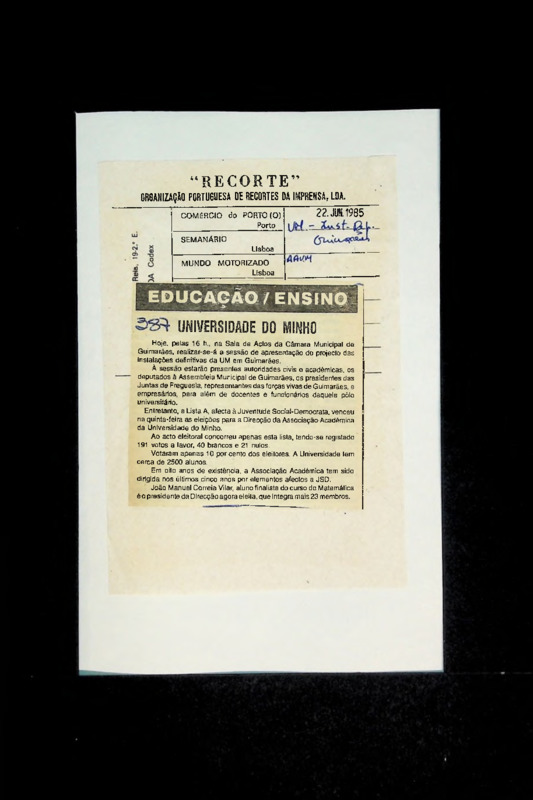 "RECORTE"
ORGANIZAÇÃO PORTUGUESA DE RECORTES DA IMPRENSA, LDA.
COMÉRCIO do PORTO (O)
Porto
22. JUN. 1985
UM. - Inst. Dep.
Guimarães
SEMANÁRIO
Lisboa
MUNDO MOTORIZADO
Lisboa
AAUM
Rela, 19-2.º E.
OA Codex
EDUCAÇÃO / ENSINO
387 UNIVERSIDADE DO MINHO
Hoje, pelas 16 h., na Sala de Actos da Câmara Municipal de
Guimarães, realizar-se-á a sessão de apresentação do projecto das
instalações definitivas da UM em Guimarães.
A sessão estarão presentes autoridades civis e académicas, os
deputados à Assembleia Municipal de Guimarães, os presidentes das
Juntas de Freguesia, representantes das forças vivas de Guimarães, e
empresários, para além de docentes e funcionários daquele pólo
universitário.
Entretanto, a Lista A, afecta à Juventude Social-Democrata, venceu
na quinta-feira as eleições para a Direcção da Associação Académica
da Universidade do Minho.
Ao acto eleitoral concorreu apenas esta lista, tendo-se registado
191 votos a favor, 40 brancos e 21 nulos.
Votaram apenas 10 por cento dos eleitores. A Universidade tem
cerca de 2500 alunos.
Em oito anos de existência, a Associação Académica tem sido
dirigida nos últimos cinco anos por elementos afectos à JSD.
João Manuel Correia Vilar, aluno finalista do curso de Matemática
é o presidente da Direcção agora eleita, que integra mais 23 membros.